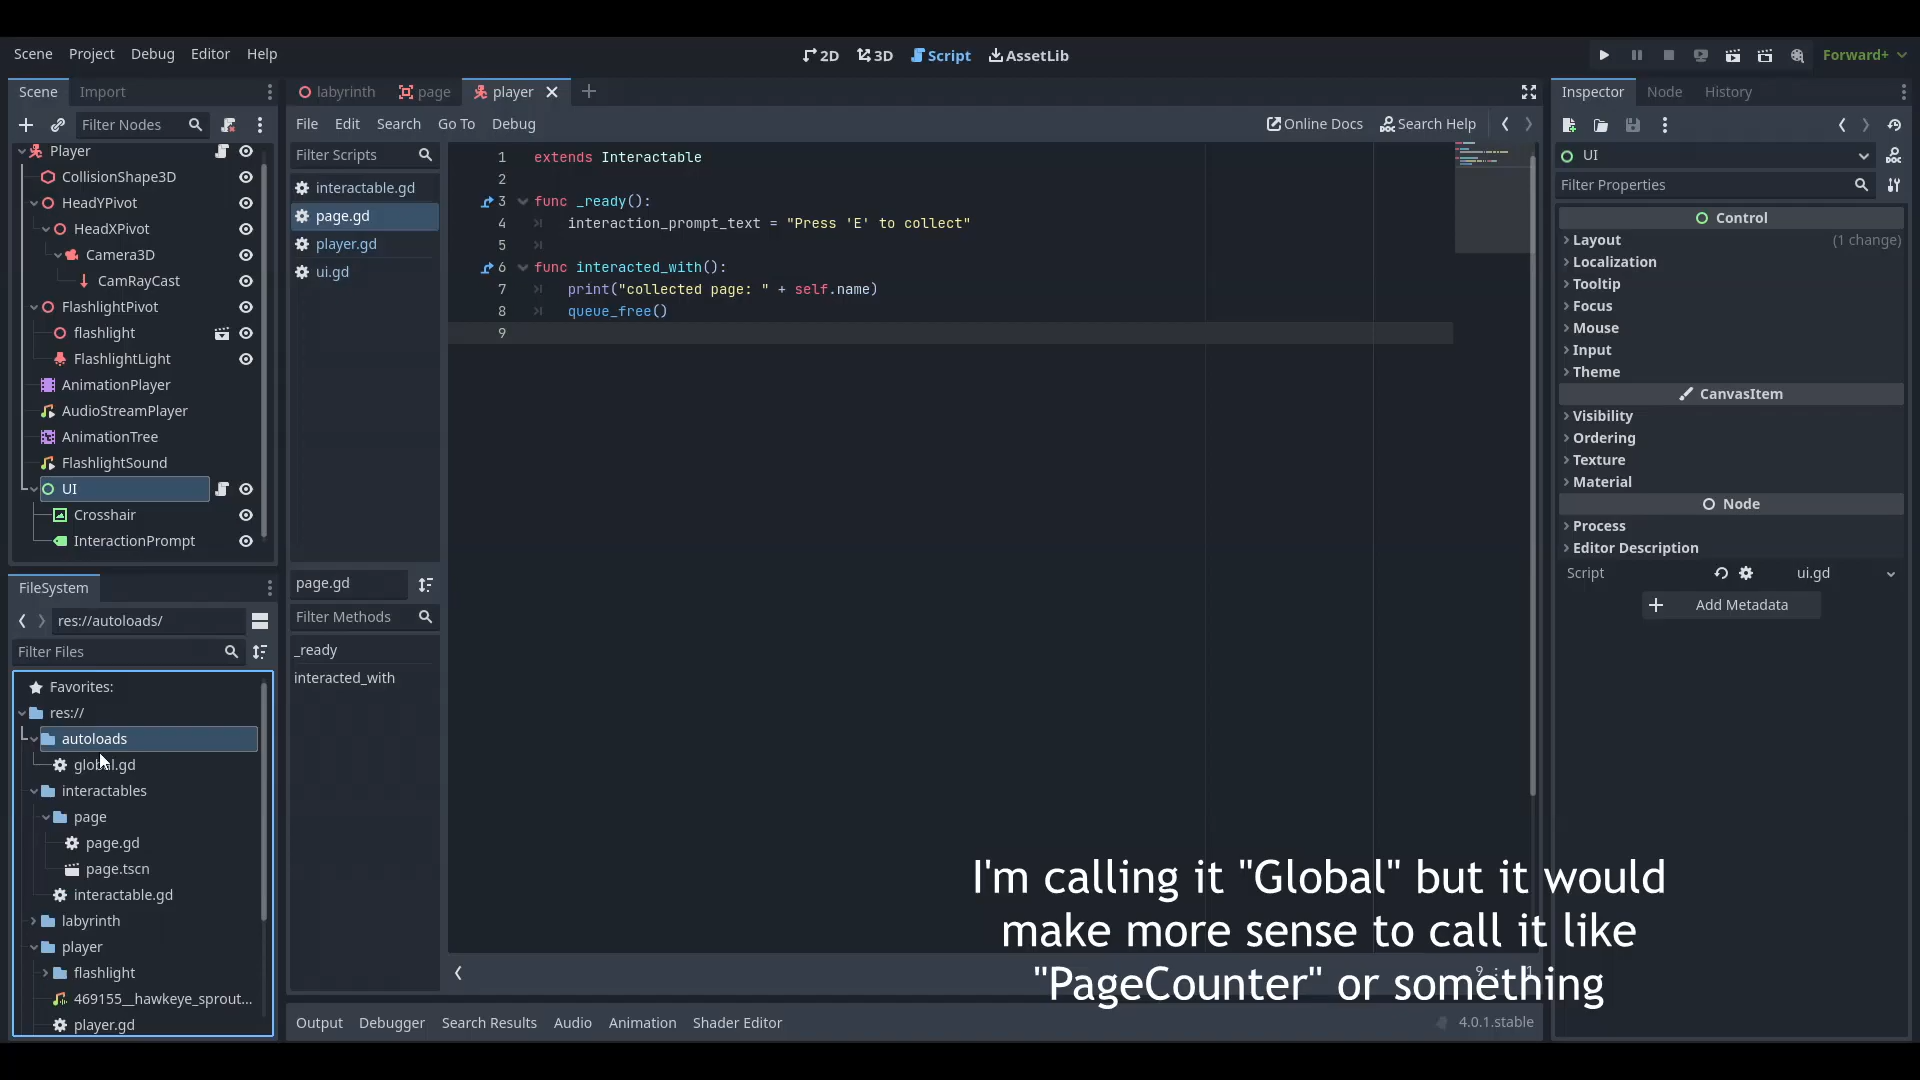 Scene Project Debug Editor Help
2D 3D Script AssetLib
Forward+
Scene Import
Filter Nodes
Player
CollisionShape3D
HeadYPivot
HeadXPivot
Camera3D
CamRayCast
FlashlightPivot
flashlight
FlashlightLight
AnimationPlayer
AudioStreamPlayer
AnimationTree
FlashlightSound
UI
Crosshair
InteractionPrompt
FileSystem
res://autoloads/
Filter Files
Favorites:
res://
autoloads
global.gd
interactables
page
page.gd
page.tscn
interactable.gd
labyrinth
player
flashlight
469155__hawkeye_sprout...
player.gd
labyrinth page player
File Edit Search Go To Debug
Online Docs Search Help
Filter Scripts
interactable.gd
page.gd
player.gd
ui.gd
page.gd
Filter Methods
_ready
interacted_with
1 extends Interactable
2
3 func _ready():
4 interaction_prompt_text = "Press 'E' to collect"
5
6 func interacted_with():
7 print("collected page: " + self.name)
8 queue_free()
9
I'm calling it "Global" but it would
make more sense to call it like
"PageCounter" or something
9 : 1
Output Debugger Search Results Audio Animation Shader Editor
4.0.1.stable
Inspector Node History
UI
Filter Properties
Control
Layout (1 change)
Localization
Tooltip
Focus
Mouse
Input
Theme
CanvasItem
Visibility
Ordering
Texture
Material
Node
Process
Editor Description
Script ui.gd
Add Metadata